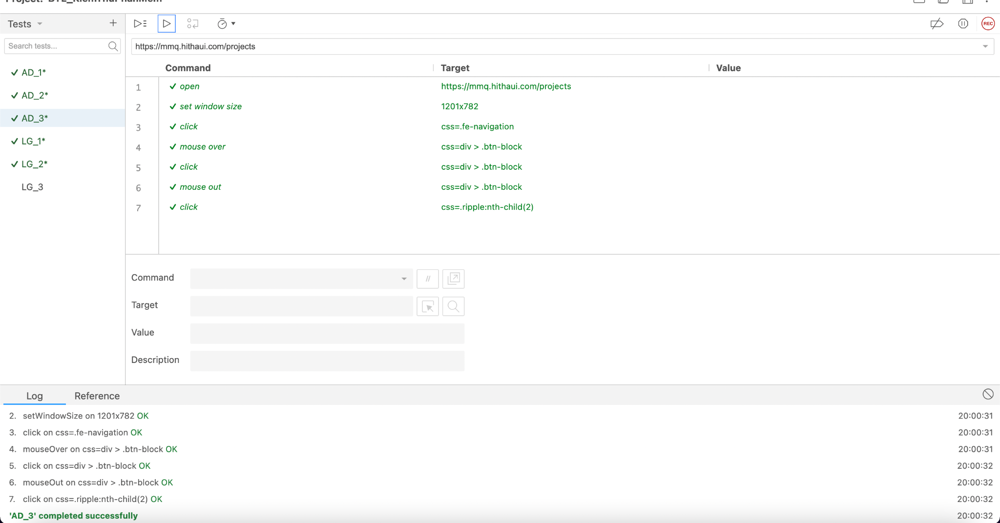 Tests
Search tests...
https://mmq.hithaui.com/projects
REC
AD_1*
AD_2*
AD_3*
LG_1*
LG_2*
LG_3
Command Target Value
1 open https://mmq.hithaui.com/projects
2 set window size 1201x782
3 click css=.fe-navigation
4 mouse over css=div > .btn-block
5 click css=div > .btn-block
6 mouse out css=div > .btn-block
7 click css=.ripple:nth-child(2)
Command //
Target
Value
Description
Log Reference
2. setWindowSize on 1201x782 OK 20:00:31
3. click on css=.fe-navigation OK 20:00:31
4. mouseOver on css=div > .btn-block OK 20:00:31
5. click on css=div > .btn-block OK 20:00:32
6. mouseOut on css=div > .btn-block OK 20:00:32
7. click on css=.ripple:nth-child(2) OK 20:00:32
'AD_3' completed successfully 20:00:32